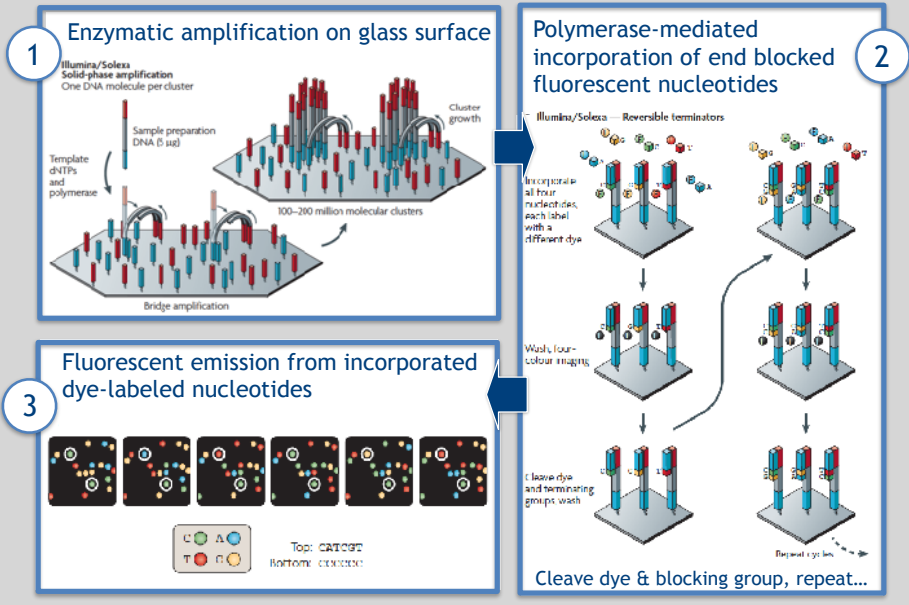 1
Enzymatic amplification on glass surface
Illumina/Solexa
Solid-phase amplification
One DNA molecule per cluster
Sample preparation
DNA (5 µg)
Template
dNTPs
and
polymerase
Cluster
growth
100–200 million molecular clusters
Bridge amplification
Polymerase-mediated
incorporation of end blocked
fluorescent nucleotides
2
Illumina/Solexa — Reversible terminators
Incorporate
all four
nucleotides,
each label
with a
different dye
Wash, four-
colour imaging
Cleave dye
and terminating
groups, wash
Repeat cycles
Cleave dye & blocking group, repeat…
3
Fluorescent emission from incorporated
dye-labeled nucleotides
C A
T G
Top: CATCGT
Bottom: CCCCCC